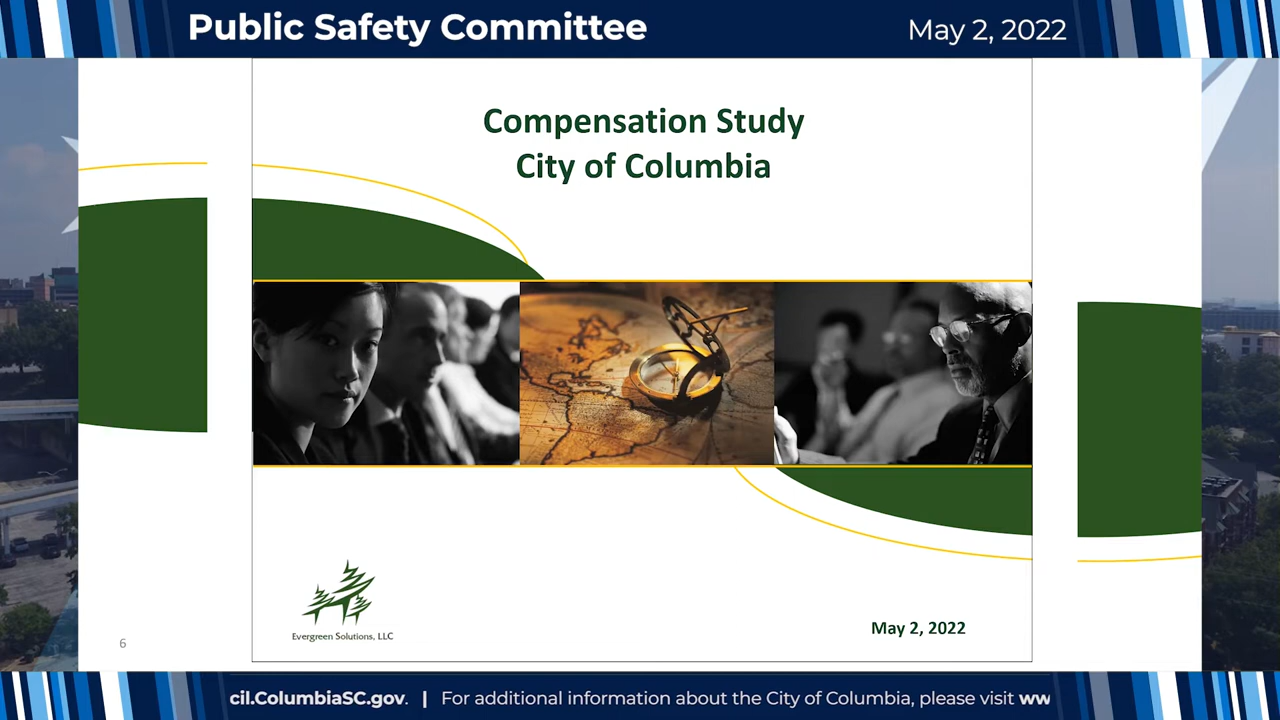 Public Safety Committee
May 2, 2022
Compensation Study
City of Columbia
Evergreen Solutions, LLC
May 2, 2022
6
cil.ColumbiaSC.gov. | For additional information about the City of Columbia, please visit ww